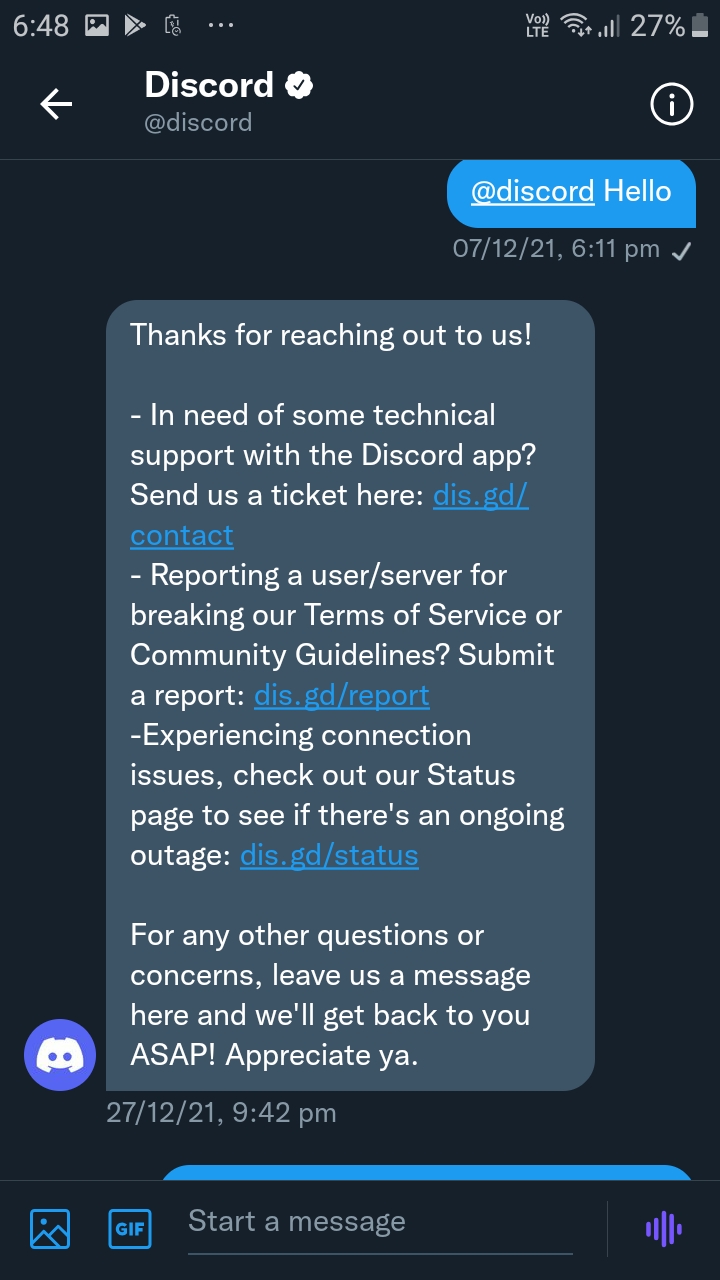 6:48
Vo)) LTE 27%
Discord
@discord
@discord Hello
07/12/21, 6:11 pm
Thanks for reaching out to us!
- In need of some technical
support with the Discord app?
Send us a ticket here: dis.gd/
contact
- Reporting a user/server for
breaking our Terms of Service or
Community Guidelines? Submit
a report: dis.gd/report
-Experiencing connection
issues, check out our Status
page to see if there's an ongoing
outage: dis.gd/status
For any other questions or
concerns, leave us a message
here and we'll get back to you
ASAP! Appreciate ya.
27/12/21, 9:42 pm
GIF Start a message